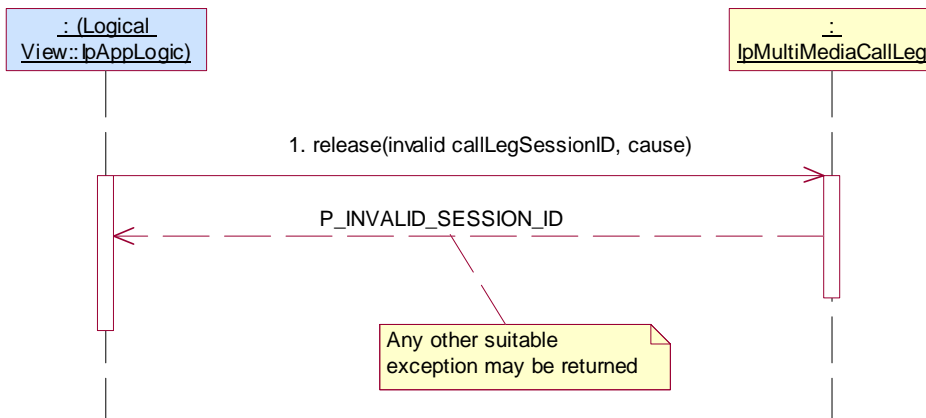 : (Logical
View::IpAppLogic)
:
IpMultiMediaCallLeg
1. release(invalid callLegSessionID, cause)
P_INVALID_SESSION_ID
Any other suitable
exception may be returned